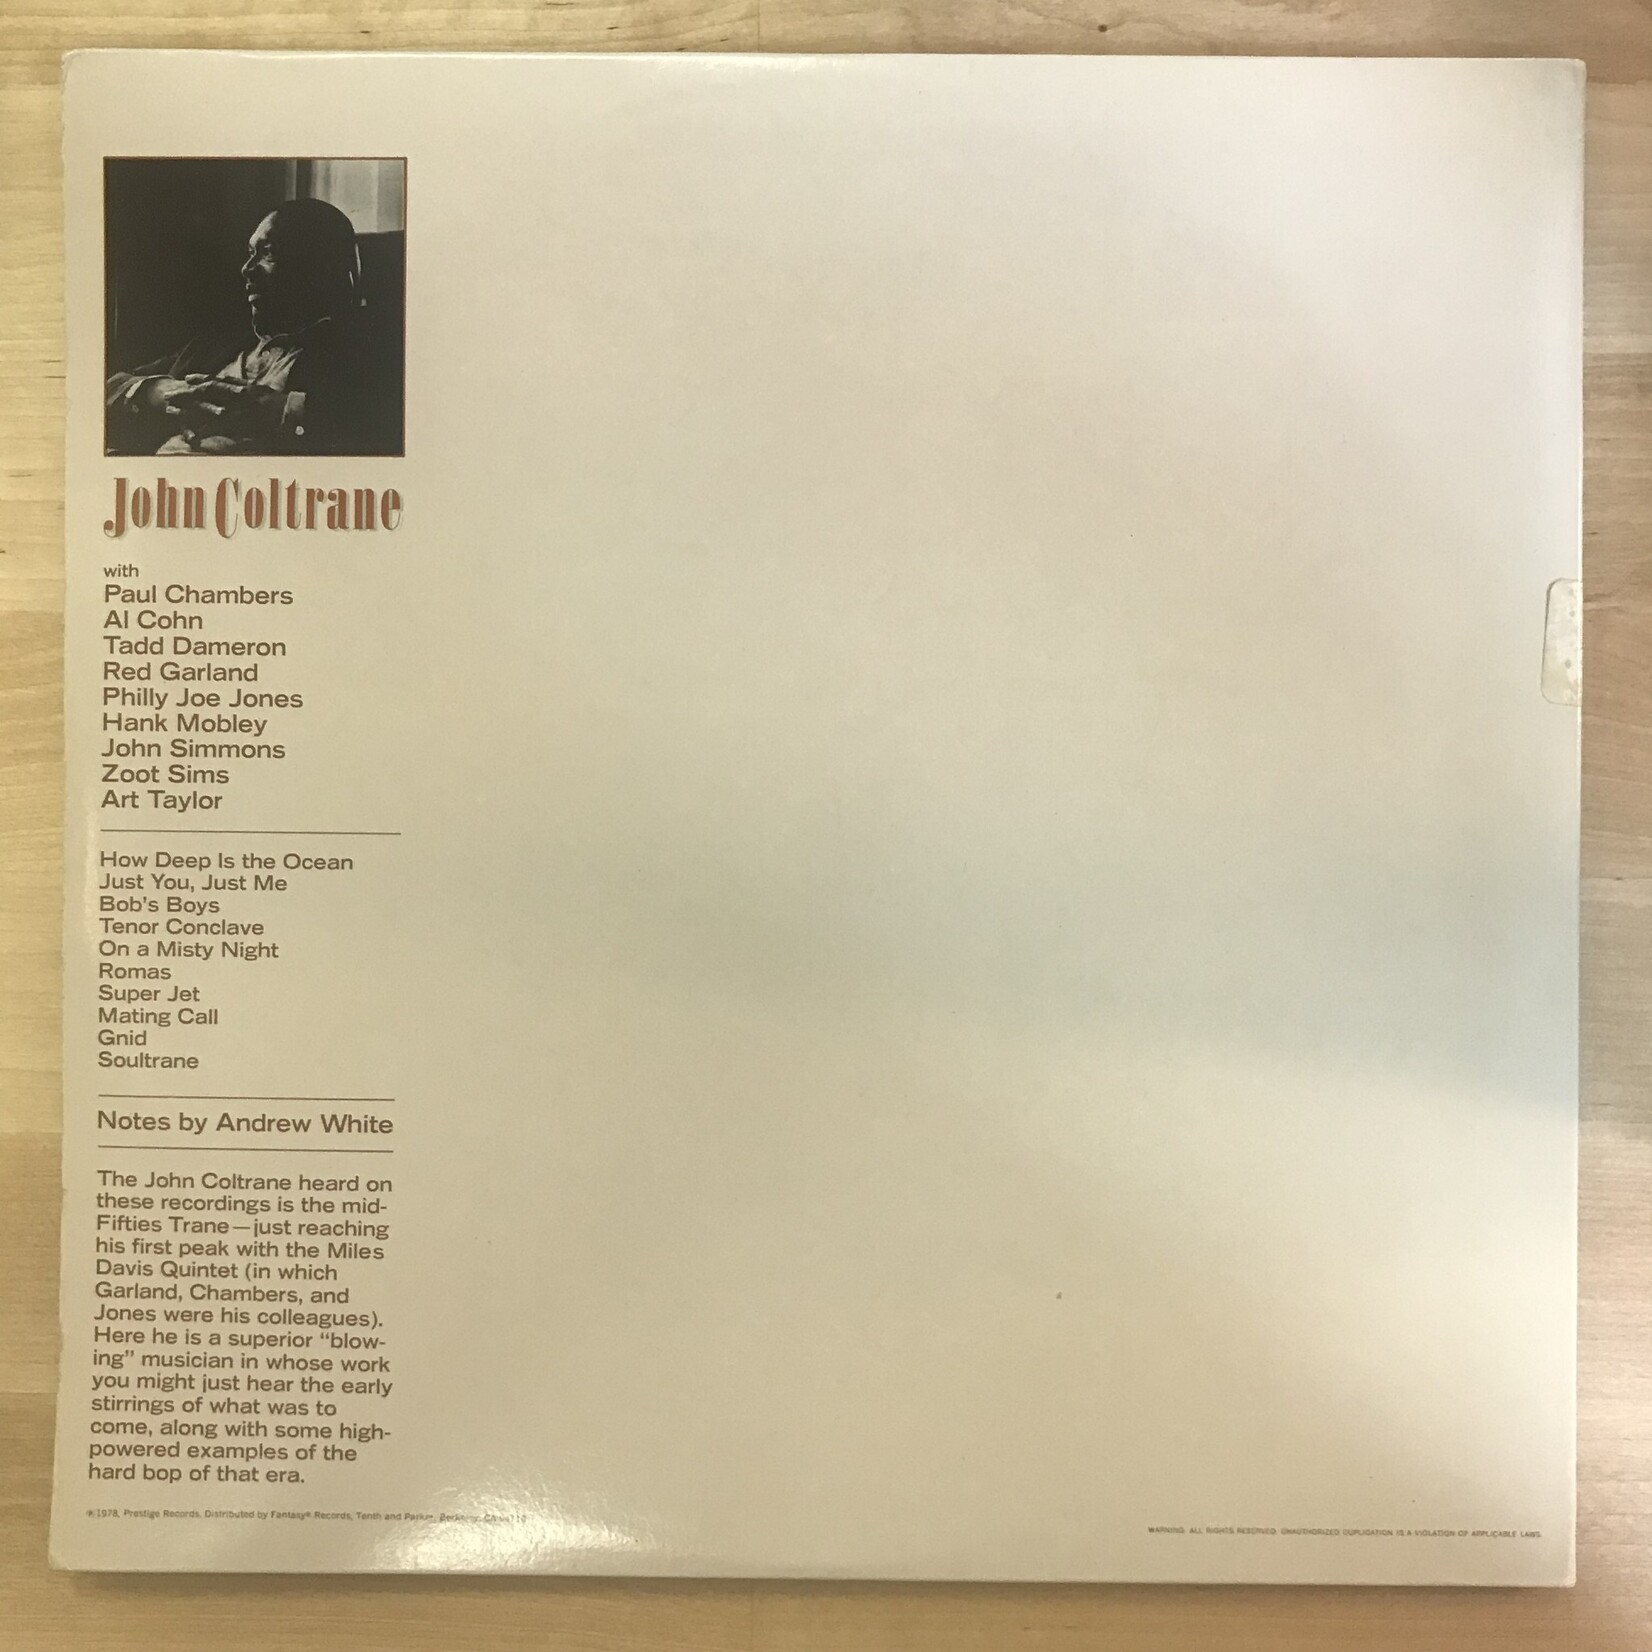 John Coltrane
with
Paul Chambers
Al Cohn
Tadd Dameron
Red Garland
Philly Joe Jones
Hank Mobley
John Simmons
Zoot Sims
Art Taylor
How Deep Is the Ocean
Just You, Just Me
Bob's Boys
Tenor Conclave
On a Misty Night
Romas
Super Jet
Mating Call
Gnid
Soultrane
Notes by Andrew White
The John Coltrane heard on
these recordings is the mid-
Fifties Trane—just reaching
his first peak with the Miles
Davis Quintet (in which
Garland, Chambers, and
Jones were his colleagues).
Here he is a superior “blow-
ing” musician in whose work
you might just hear the early
stirrings of what was to
come, along with some high-
powered examples of the
hard bop of that era.
℗1978, Prestige Records. Distributed by Fantasy® Records, Tenth and Parker, Berkeley, CA
WARNING: ALL RIGHTS RESERVED. UNAUTHORIZED DUPLICATION IS A VIOLATION OF APPLICABLE LAWS.